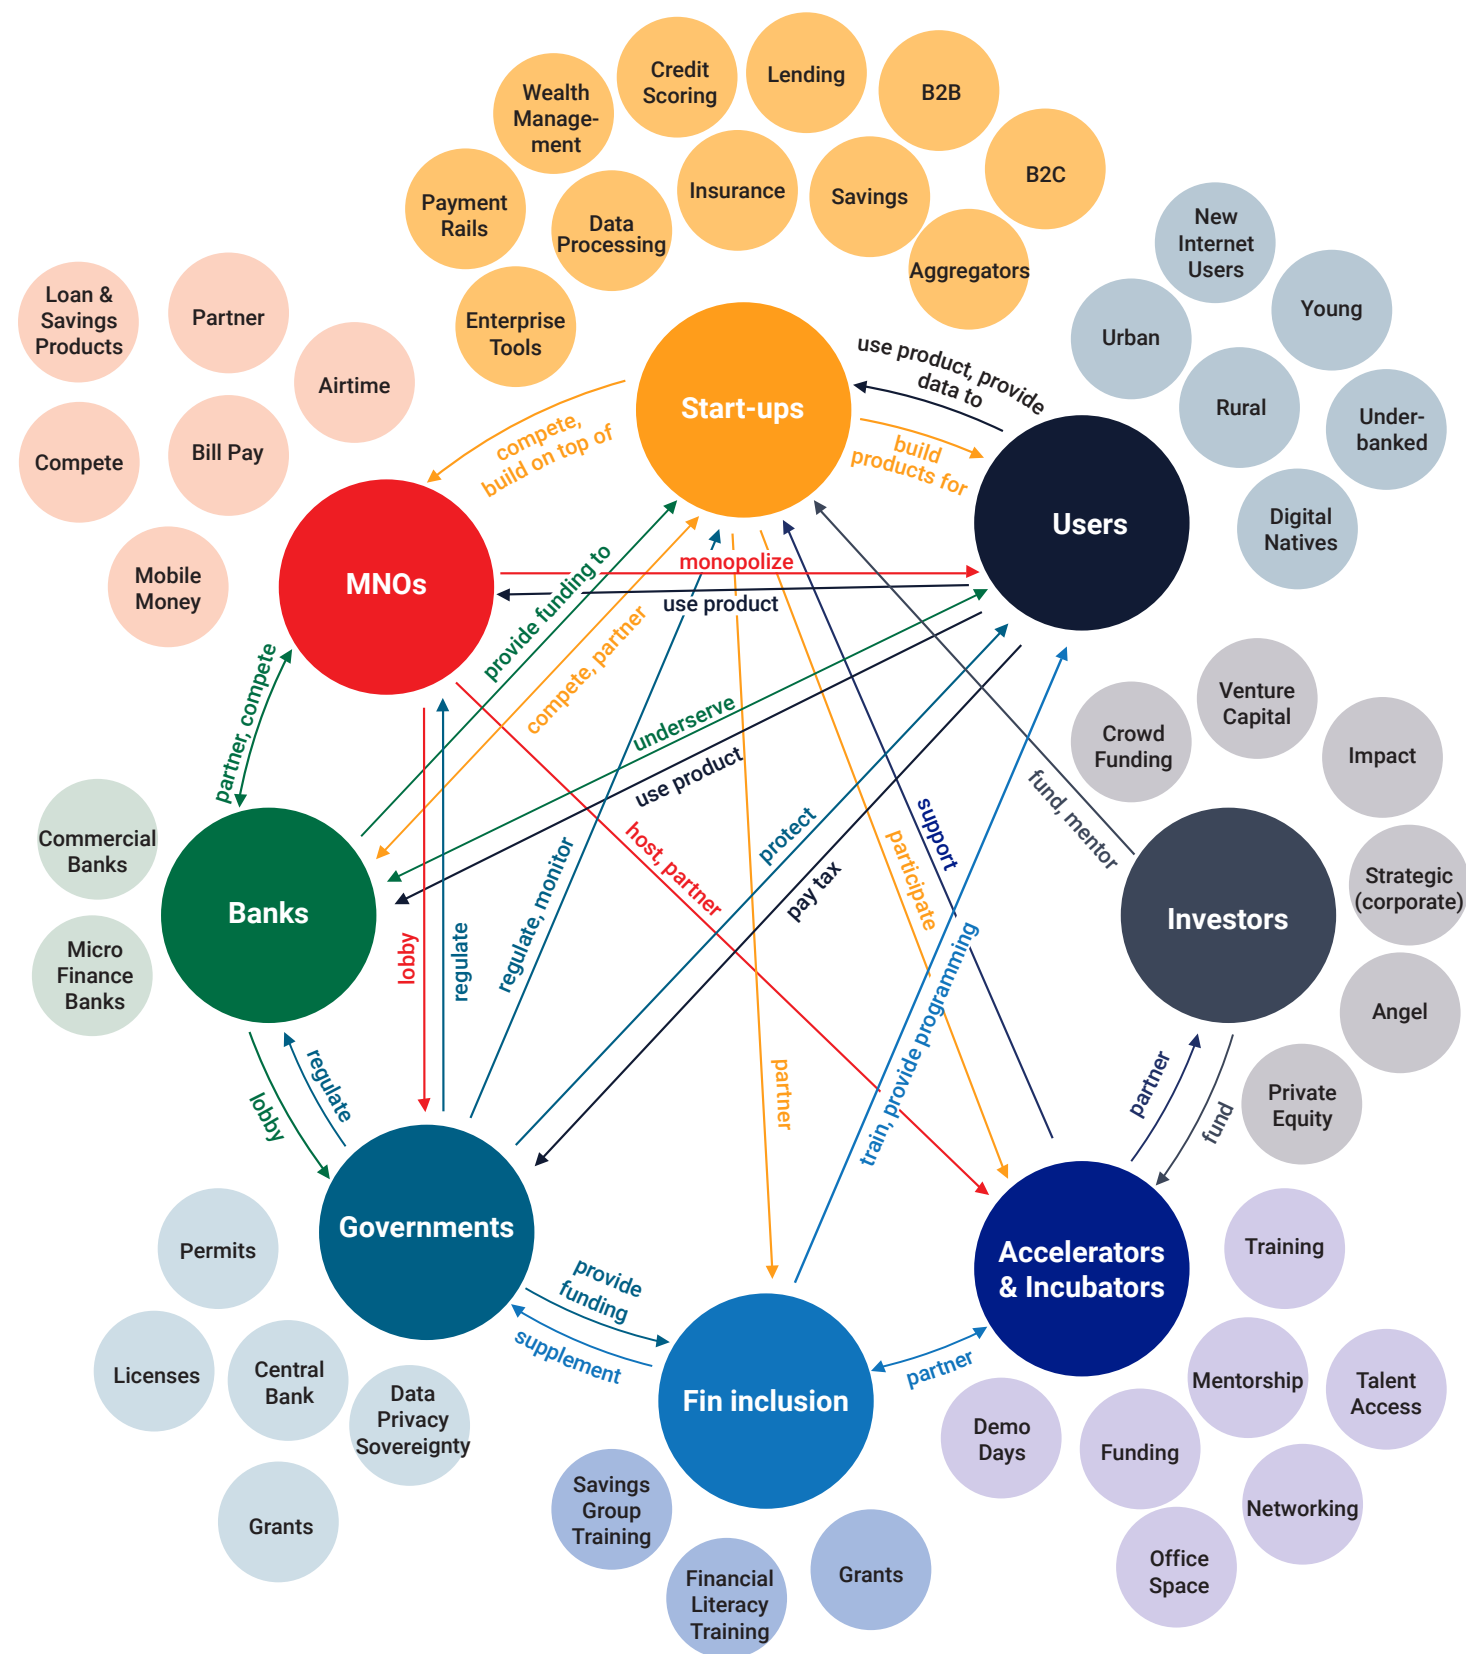 Credit
Scoring
Lending
B2B
Wealth
Manage-
ment
B2C
Payment
Rails
Data
Processing
Insurance
Savings
Aggregators
Enterprise
Tools
New
Internet
Users
Young
Urban
Rural
Under-
banked
Digital
Natives
Loan &
Savings
Products
Partner
Airtime
Compete
Bill Pay
Mobile
Money
Start-ups
Users
MNOs
use product, provide
data to
build
products for
compete,
build on top of
monopolize
use product
provide funding to
compete, partner
partner, compete
underserve
use product
host, partner
regulate, monitor
protect
pay tax
participate
support
fund, mentor
Venture
Capital
Crowd
Funding
Impact
Strategic
(corporate)
Angel
Private
Equity
Commercial
Banks
Micro
Finance
Banks
Banks
Investors
lobby
regulate
lobby
regulate
partner
train, provide programming
partner
fund
Governments
Accelerators
& Incubators
Fin inclusion
provide
funding
supplement
partner
Permits
Licenses
Central
Bank
Data
Privacy
Sovereignty
Grants
Savings
Group
Training
Financial
Literacy
Training
Grants
Training
Mentorship
Talent
Access
Demo
Days
Funding
Networking
Office
Space